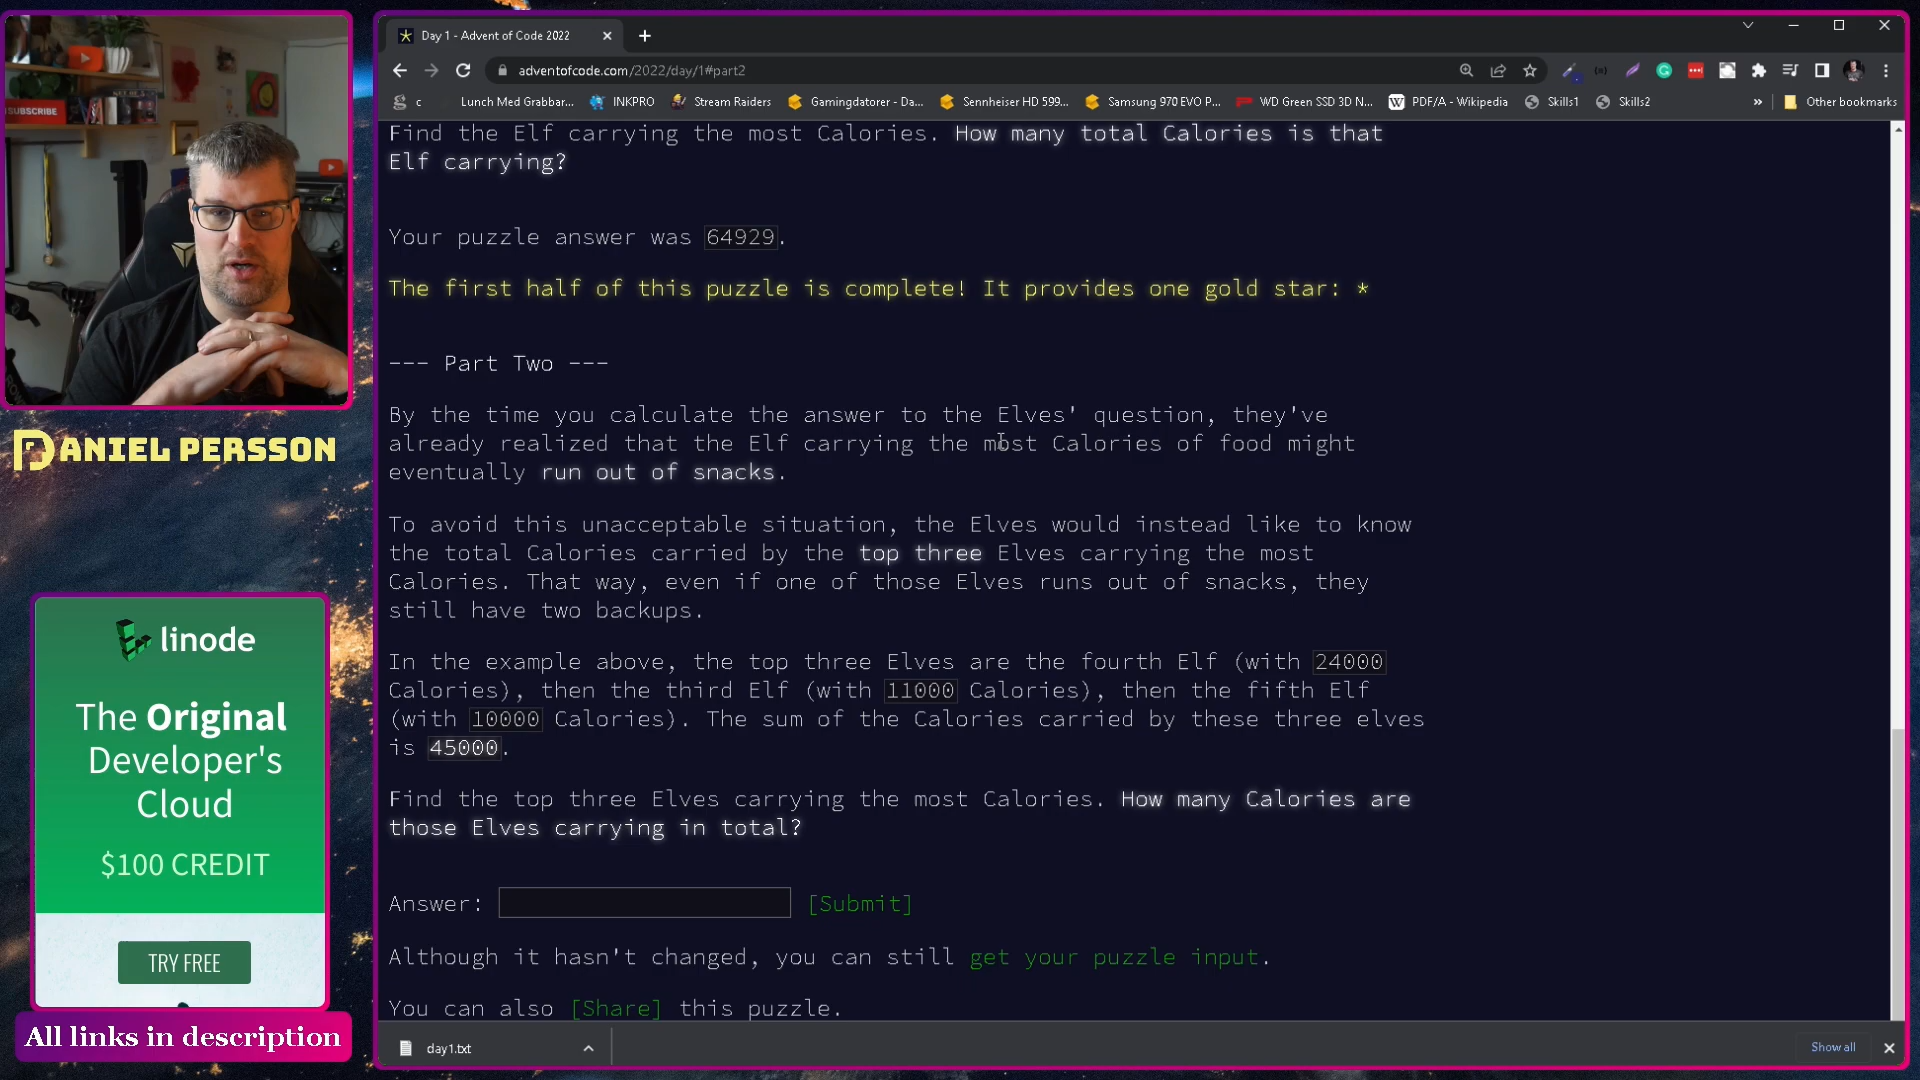 SUBSCRIBE
DANIEL PERSSON
linode
The Original
Developer's
Cloud
$100 CREDIT
TRY FREE
All links in description
Day 1 - Advent of Code 2022
adventofcode.com/2022/day/1#part2
c
Lunch Med Grabbar...
INKPRO
Stream Raiders
Gamingdatorer - Da...
Sennheiser HD 599...
Samsung 970 EVO P...
WD Green SSD 3D N...
PDF/A - Wikipedia
Skills1
Skills2
»
Other bookmarks
Find the Elf carrying the most Calories. How many total Calories is that
Elf carrying?
Your puzzle answer was 64929.
The first half of this puzzle is complete! It provides one gold star: *
--- Part Two ---
By the time you calculate the answer to the Elves' question, they've
already realized that the Elf carrying the most Calories of food might
eventually run out of snacks.
To avoid this unacceptable situation, the Elves would instead like to know
the total Calories carried by the top three Elves carrying the most
Calories. That way, even if one of those Elves runs out of snacks, they
still have two backups.
In the example above, the top three Elves are the fourth Elf (with 24000
Calories), then the third Elf (with 11000 Calories), then the fifth Elf
(with 10000 Calories). The sum of the Calories carried by these three elves
is 45000.
Find the top three Elves carrying the most Calories. How many Calories are
those Elves carrying in total?
Answer: [Submit]
Although it hasn't changed, you can still get your puzzle input.
You can also [Share] this puzzle.
day1.txt
Show all